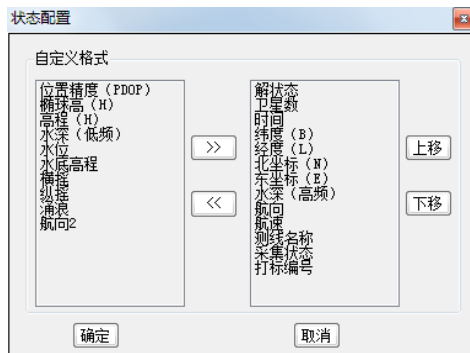 状态配置
自定义格式
位置精度（PDOP）
椭球高（H）
高程（H）
水深（低频）
水位
水底高程
横摇
纵摇
涌浪
航向2
>>
<<
解状态
卫星数
时间
纬度（B）
经度（L）
北坐标（N）
东坐标（E）
水深（高频）
航向
航速
测线名称
采集状态
打标编号
上移
下移
确定
取消